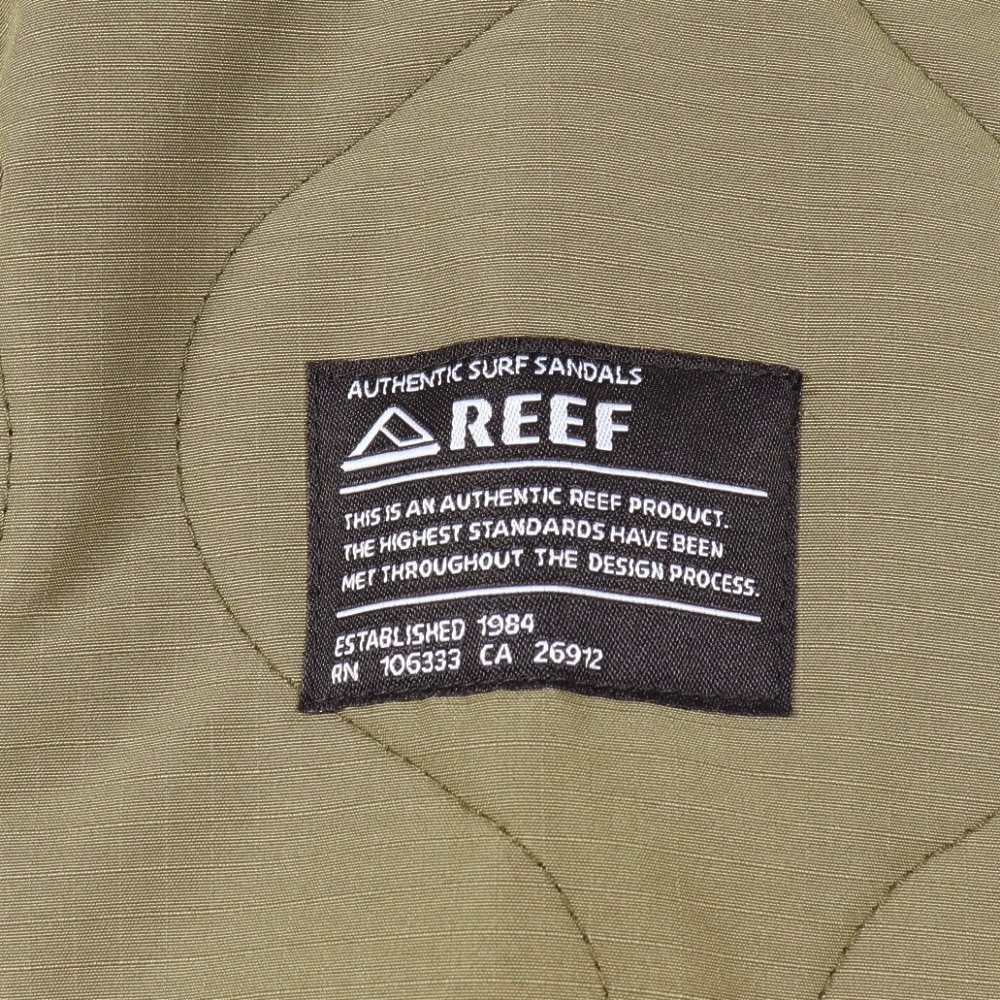 AUTHENTIC SURF SANDALS
REEF
THIS IS AN AUTHENTIC REEF PRODUCT.
THE HIGHEST STANDARDS HAVE BEEN
MET THROUGHOUT THE DESIGN PROCESS.
ESTABLISHED 1984
RN 106333 CA 26912